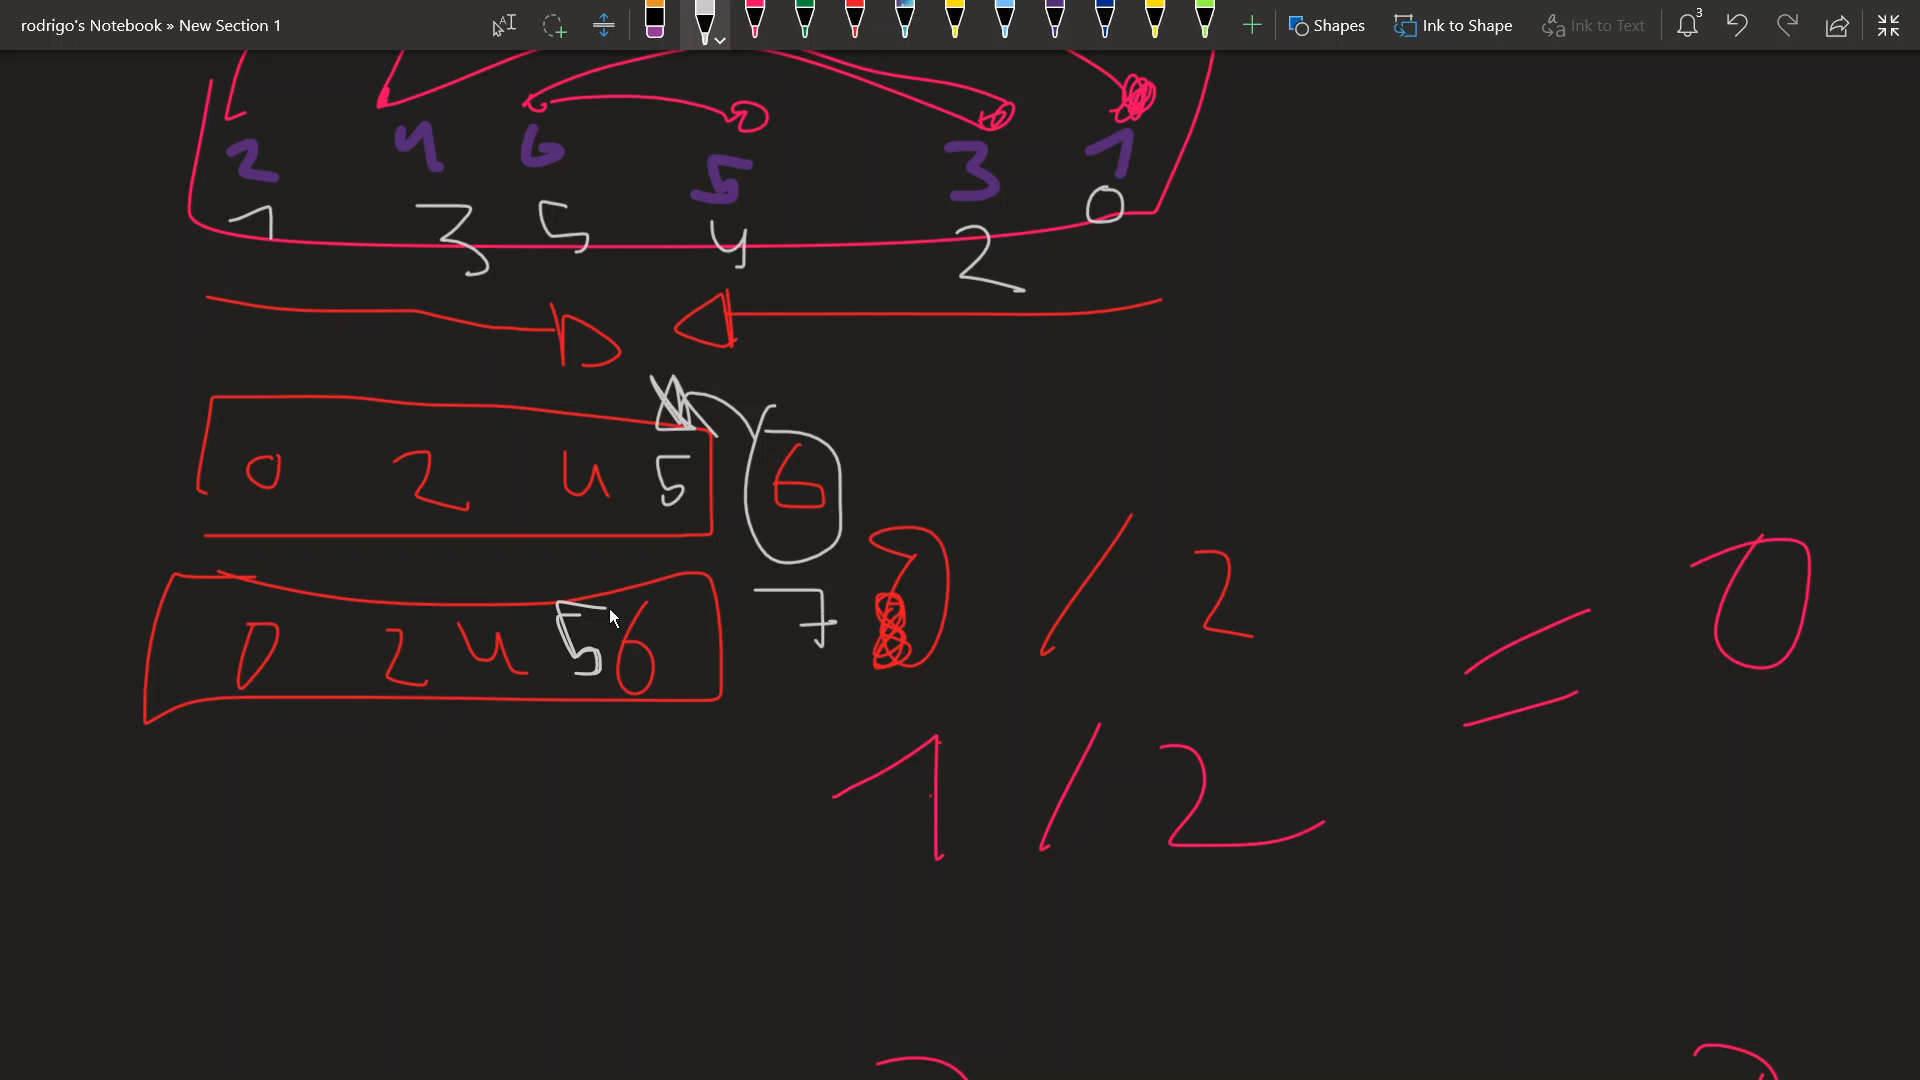 rodrigo's Notebook » New Section 1
Shapes
Ink to Shape
Ink to Text
3
2 4 6 5 3 1
1 3 5 4 2 0
0 2 4 5 6
/ 2 = 0
0 2 4 5 6 7
1 / 2